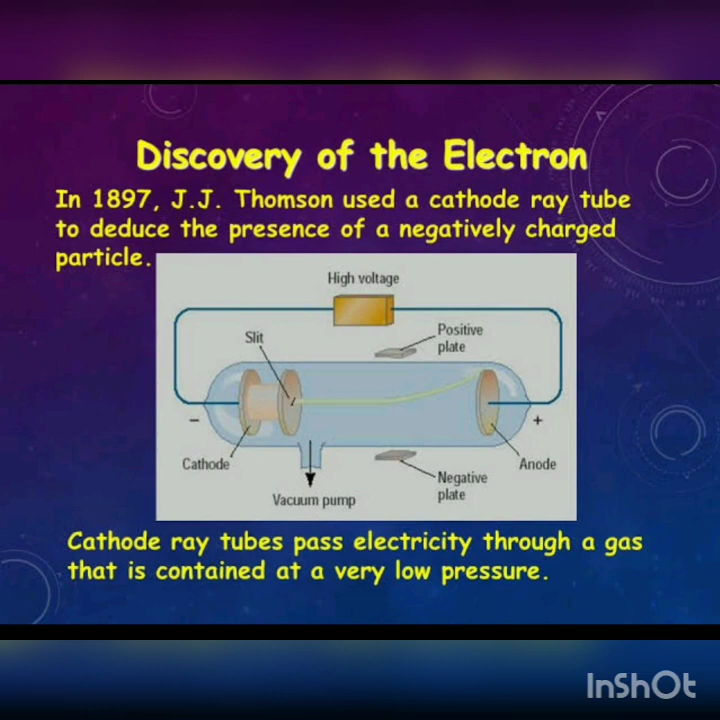 Discovery of the Electron
In 1897, J.J. Thomson used a cathode ray tube
to deduce the presence of a negatively charged
particle.
High voltage
Slit
Positive
plate
−
+
Cathode
Anode
Negative
plate
Vacuum pump
Cathode ray tubes pass electricity through a gas
that is contained at a very low pressure.
InShOt